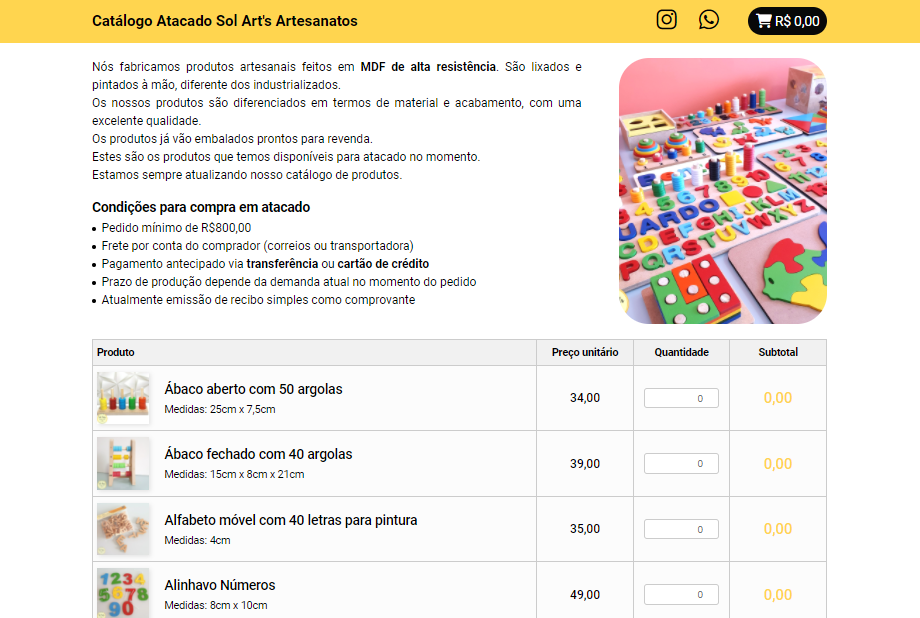 Catálogo Atacado Sol Art's Artesanatos
R$ 0,00
Nós fabricamos produtos artesanais feitos em MDF de alta resistência. São lixados e
pintados à mão, diferente dos industrializados.
Os nossos produtos são diferenciados em termos de material e acabamento, com uma
excelente qualidade.
Os produtos já vão embalados prontos para revenda.
Estes são os produtos que temos disponíveis para atacado no momento.
Estamos sempre atualizando nosso catálogo de produtos.
Condições para compra em atacado
• Pedido mínimo de R$800,00
• Frete por conta do comprador (correios ou transportadora)
• Pagamento antecipado via transferência ou cartão de crédito
• Prazo de produção depende da demanda atual no momento do pedido
• Atualmente emissão de recibo simples como comprovante
Produto Preço unitário Quantidade Subtotal
Ábaco aberto com 50 argolas
Medidas: 25cm x 7,5cm
34,00 0 0,00
Ábaco fechado com 40 argolas
Medidas: 15cm x 8cm x 21cm
39,00 0 0,00
Alfabeto móvel com 40 letras para pintura
Medidas: 4cm
35,00 0 0,00
Alinhavo Números
Medidas: 8cm x 10cm
49,00 0 0,00